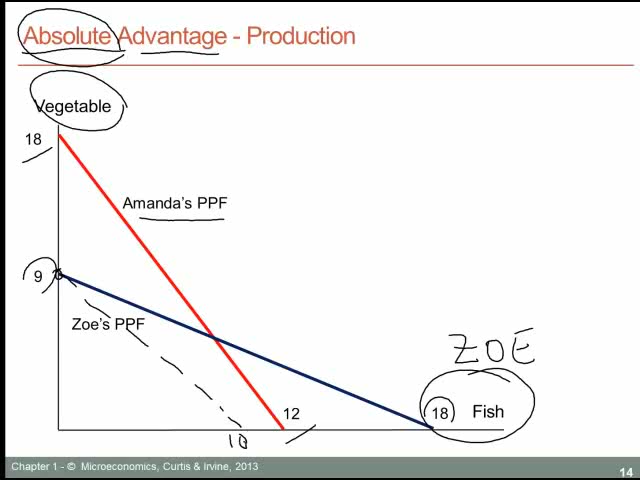 Absolute Advantage - Production
Vegetable
18
Amanda's PPF
9
Zoe's PPF
ZOE
12
18 Fish
10
Chapter 1 - © Microeconomics, Curtis & Irvine, 2013
14